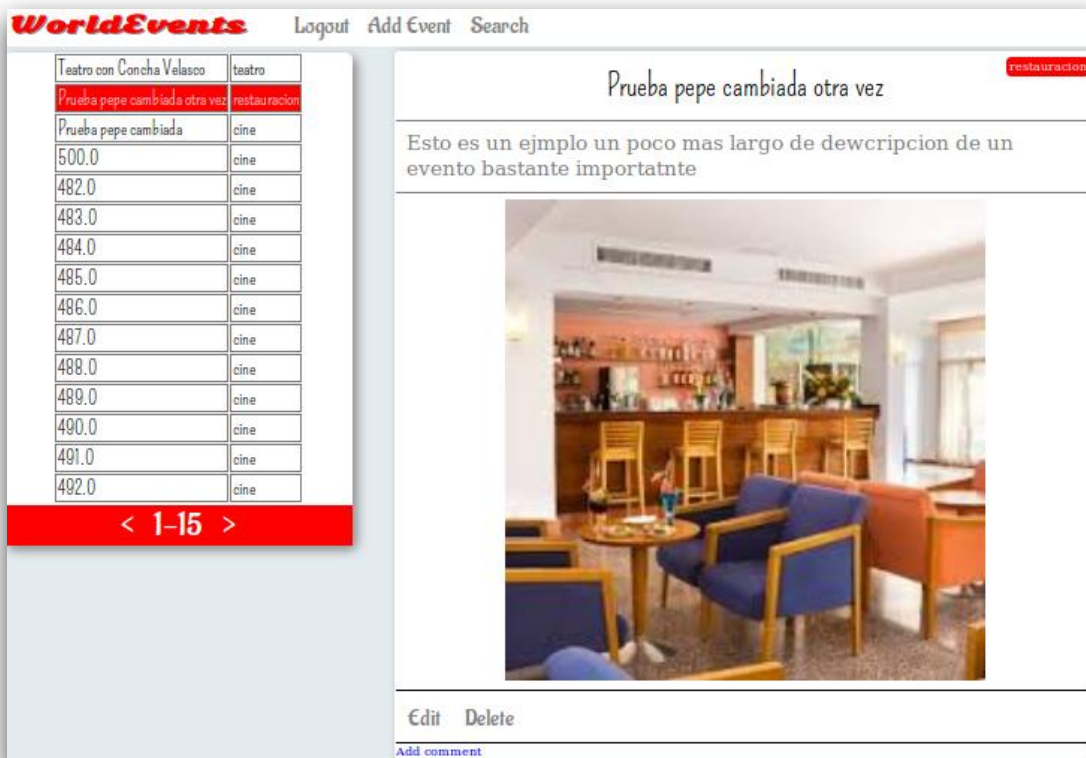 WorldEvents Logout Add Event Search
Teatro con Concha Velasco teatro
Prueba pepe cambiada otra vez restauracion
Prueba pepe cambiada cine
500.0 cine
482.0 cine
483.0 cine
484.0 cine
485.0 cine
486.0 cine
487.0 cine
488.0 cine
489.0 cine
490.0 cine
491.0 cine
492.0 cine
< 1-15 >
restauracion
Prueba pepe cambiada otra vez
Esto es un ejmplo un poco mas largo de dewcripcion de un
evento bastante importatnte
Edit Delete
Add comment